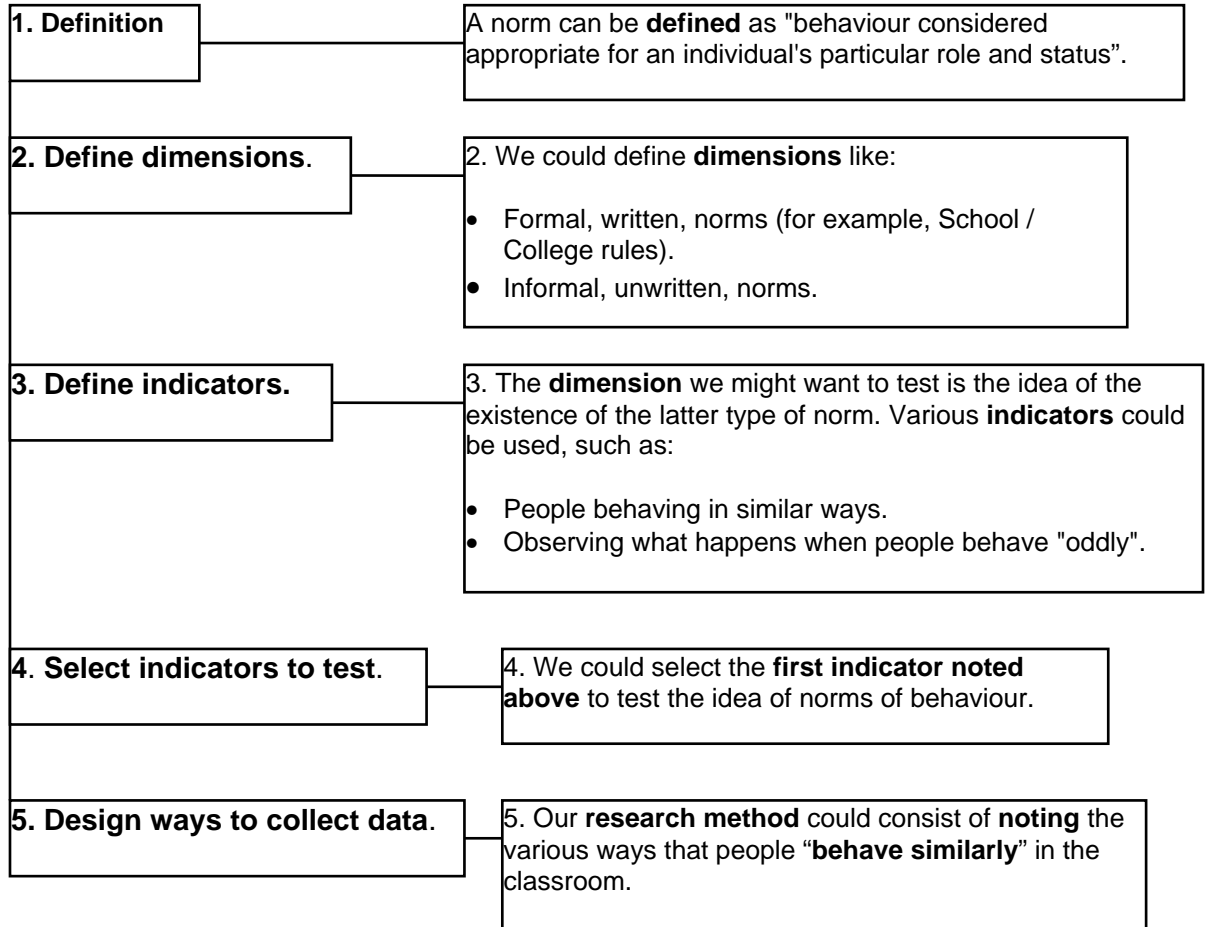 1. Definition
A norm can be defined as "behaviour considered
appropriate for an individual's particular role and status”.
2. Define dimensions.
2. We could define dimensions like:
• Formal, written, norms (for example, School /
College rules).
• Informal, unwritten, norms.
3. Define indicators.
3. The dimension we might want to test is the idea of the
existence of the latter type of norm. Various indicators could
be used, such as:
• People behaving in similar ways.
• Observing what happens when people behave "oddly".
4. Select indicators to test.
4. We could select the first indicator noted
above to test the idea of norms of behaviour.
5. Design ways to collect data.
5. Our research method could consist of noting the
various ways that people “behave similarly” in the
classroom.